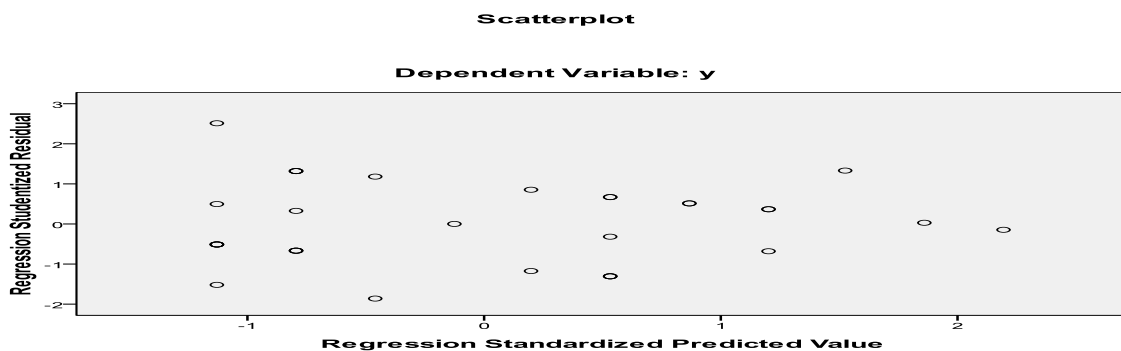 Scatterplot
Dependent Variable: y
Regression Studentized Residual
3
2
1
0
-1
-2
-1
0
1
2
Regression Standardized Predicted Value